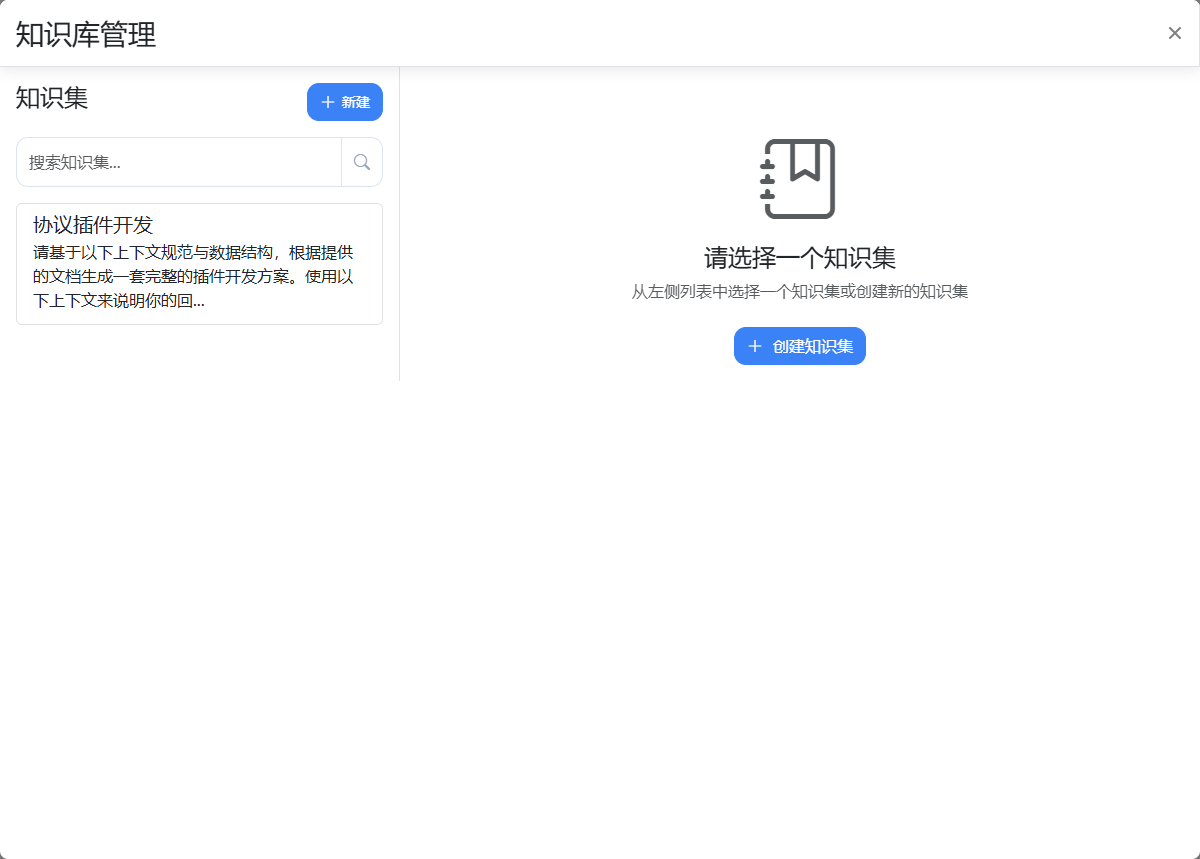 知识库管理
知识集
新建
搜索知识集...
协议插件开发
请基于以下上下文规范与数据结构，根据提供
的文档生成一套完整的插件开发方案。使用以
下上下文来说明你的回...
请选择一个知识集
从左侧列表中选择一个知识集或创建新的知识集
创建知识集